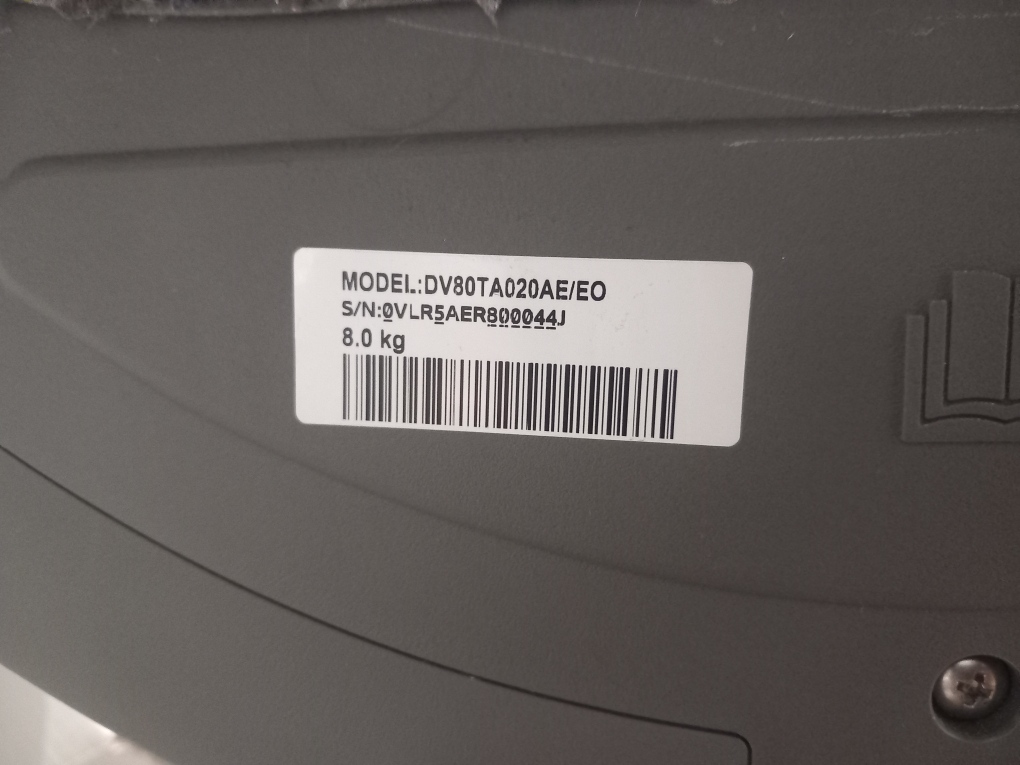 MODEL:DV80TA020AE/EO
S/N:0VLR5AER800044J
8.0 kg